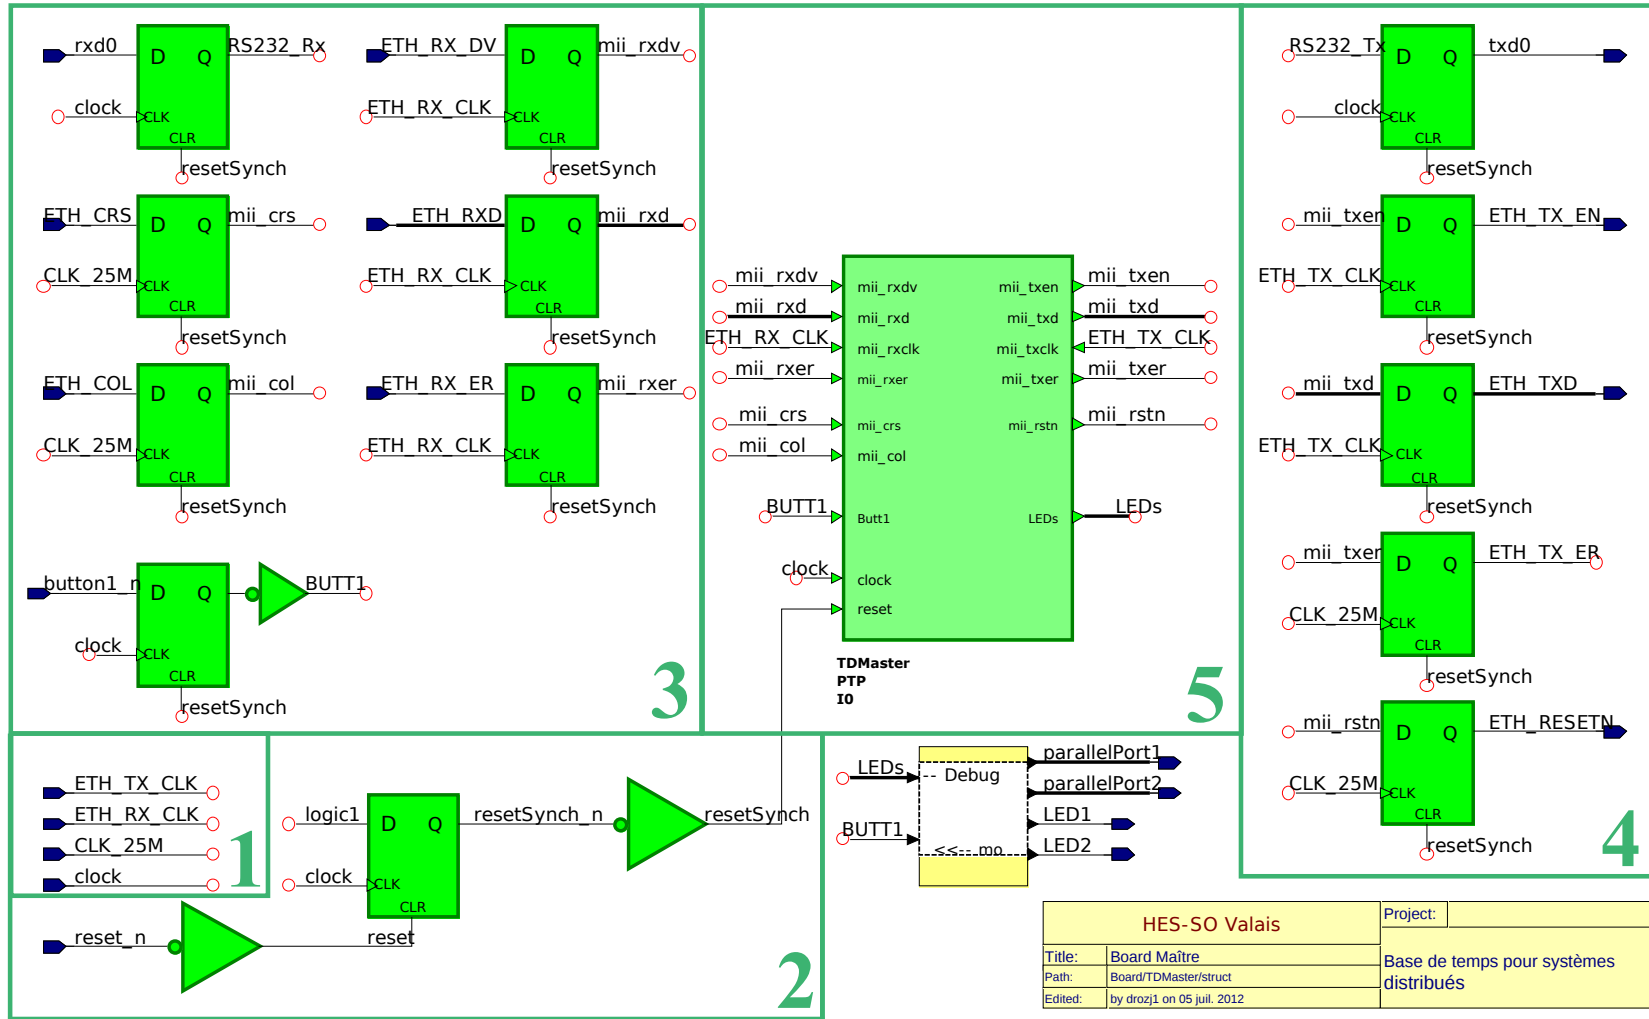 rxd0
D
Q
RS232_Rx
clock
CLK
CLR
resetSynch
ETH_RX_DV
D
Q
mii_rxdv
ETH_RX_CLK
CLK
CLR
resetSynch
ETH_CRS
D
Q
mii_crs
CLK_25M
CLK
CLR
resetSynch
ETH_RXD
D
Q
mii_rxd
ETH_RX_CLK
CLK
CLR
resetSynch
ETH_COL
D
Q
mii_col
CLK_25M
CLK
CLR
resetSynch
ETH_RX_ER
D
Q
mii_rxer
ETH_RX_CLK
CLK
CLR
resetSynch
button1_n
D
Q
BUTT1
clock
CLK
CLR
resetSynch
3
mii_rxdv
mii_rxd
ETH_RX_CLK
mii_rxer
mii_crs
mii_col
BUTT1
clock
mii_rxdv
mii_rxd
mii_rxclk
mii_rxer
mii_crs
mii_col
Butt1
clock
reset
mii_txen
mii_txd
mii_txclk
mii_txer
mii_rstn
LEDs
mii_txen
mii_txd
ETH_TX_CLK
mii_txer
mii_rstn
LEDs
TDMaster
PTP
I0
5
RS232_Tx
D
Q
txd0
clock
CLK
CLR
resetSynch
mii_txen
D
Q
ETH_TX_EN
ETH_TX_CLK
CLK
CLR
resetSynch
mii_txd
D
Q
ETH_TXD
ETH_TX_CLK
CLK
CLR
resetSynch
mii_txer
D
Q
ETH_TX_ER
CLK_25M
CLK
CLR
resetSynch
mii_rstn
D
Q
ETH_RESETN
CLK_25M
CLK
CLR
resetSynch
4
ETH_TX_CLK
ETH_RX_CLK
CLK_25M
clock
1
logic1
D
Q
resetSynch_n
resetSynch
clock
CLK
CLR
reset_n
reset
2
LEDs
BUTT1
-- Debug
<<-- mo
parallelPort1
parallelPort2
LED1
LED2
HES-SO Valais
Title: Board Maître
Path: Board/TDMaster/struct
Edited: by drozj1 on 05 juil. 2012
Project:
Base de temps pour systèmes
distribués